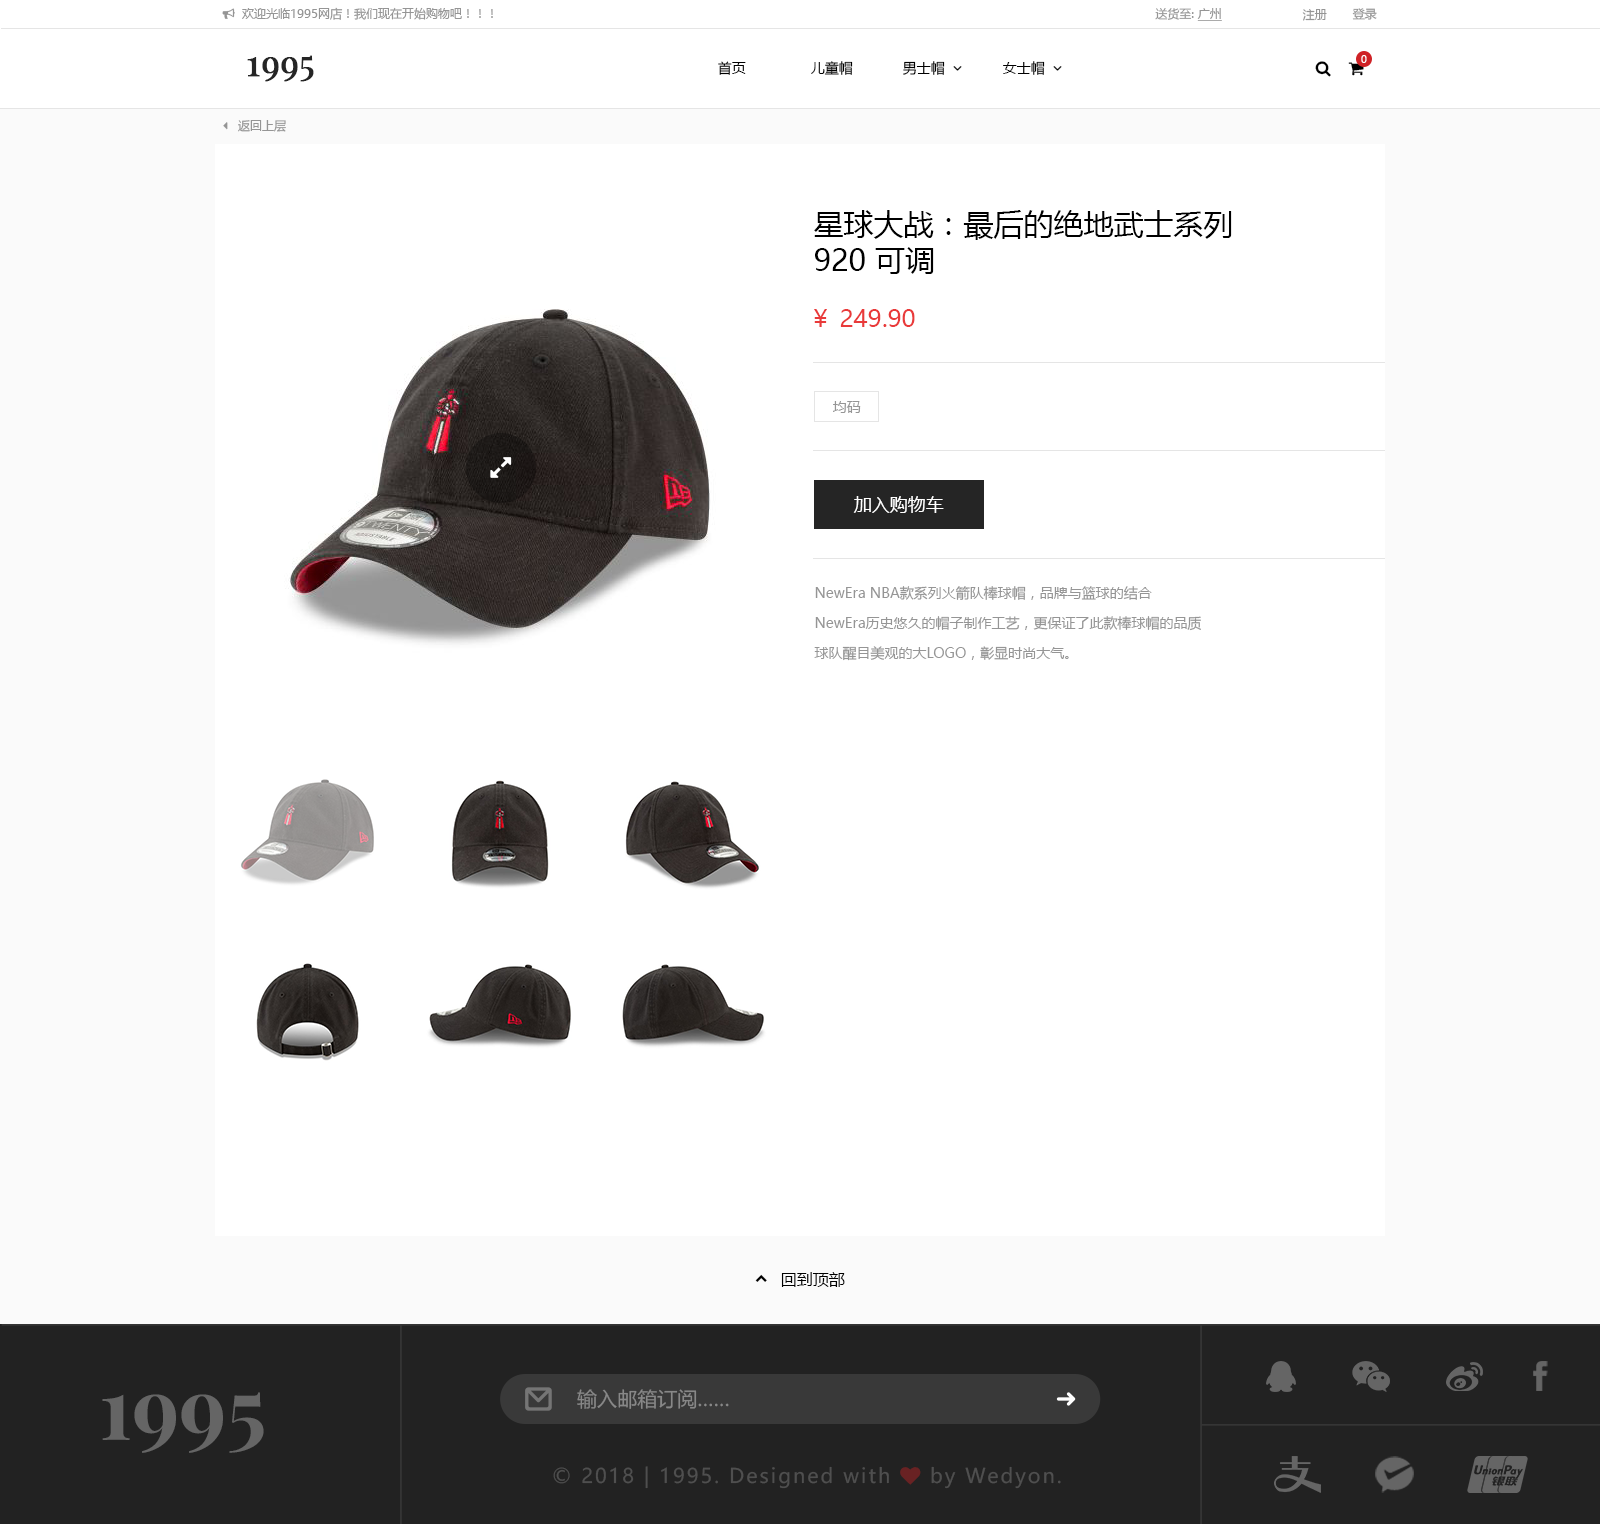 欢迎光临1995网店！我们现在开始购物吧！！！
送货至: 广州
注册
登录
1995
首页
儿童帽
男士帽
女士帽
0
返回上层
星球大战：最后的绝地武士系列
920 可调
¥ 249.90
均码
加入购物车
NewEra NBA款系列火箭队棒球帽，品牌与篮球的结合
NewEra历史悠久的帽子制作工艺，更保证了此款棒球帽的品质
球队醒目美观的大LOGO，彰显时尚大气。
回到顶部
1995
输入邮箱订阅......
© 2018 | 1995. Designed with ❤ by Wedyon.
支
UnionPay
银联